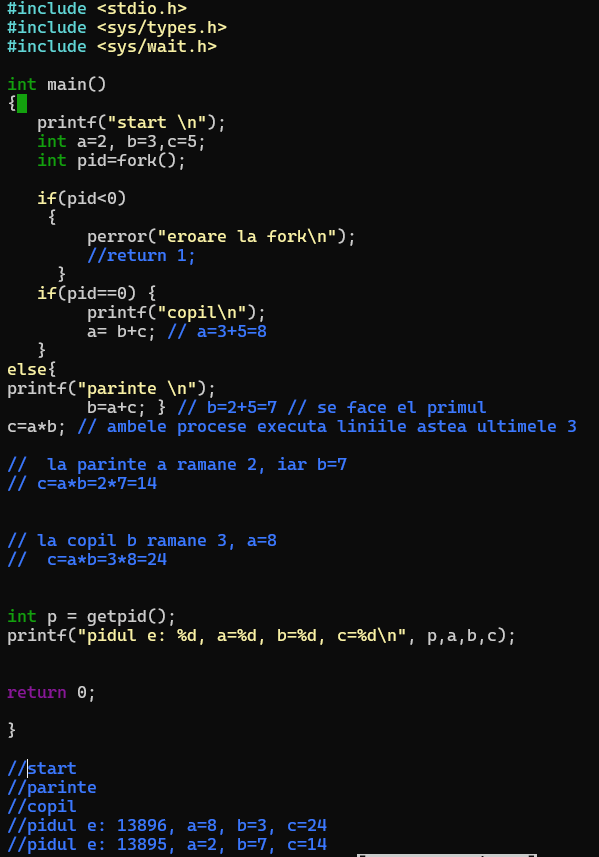 #include <stdio.h>
#include <sys/types.h>
#include <sys/wait.h>

int main()
{
   printf("start \n");
   int a=2, b=3,c=5;
   int pid=fork();

   if(pid<0)
    {
        perror("eroare la fork\n");
        //return 1;
     }
   if(pid==0) {
        printf("copil\n");
        a= b+c; // a=3+5=8
   }
else{
printf("parinte \n");
        b=a+c; } // b=2+5=7 // se face el primul
c=a*b; // ambele procese executa liniile astea ultimele 3

//  la parinte a ramane 2, iar b=7
// c=a*b=2*7=14


// la copil b ramane 3, a=8
//  c=a*b=3*8=24


int p = getpid();
printf("pidul e: %d, a=%d, b=%d, c=%d\n", p,a,b,c);


return 0;

}

//start
//parinte
//copil
//pidul e: 13896, a=8, b=3, c=24
//pidul e: 13895, a=2, b=7, c=14